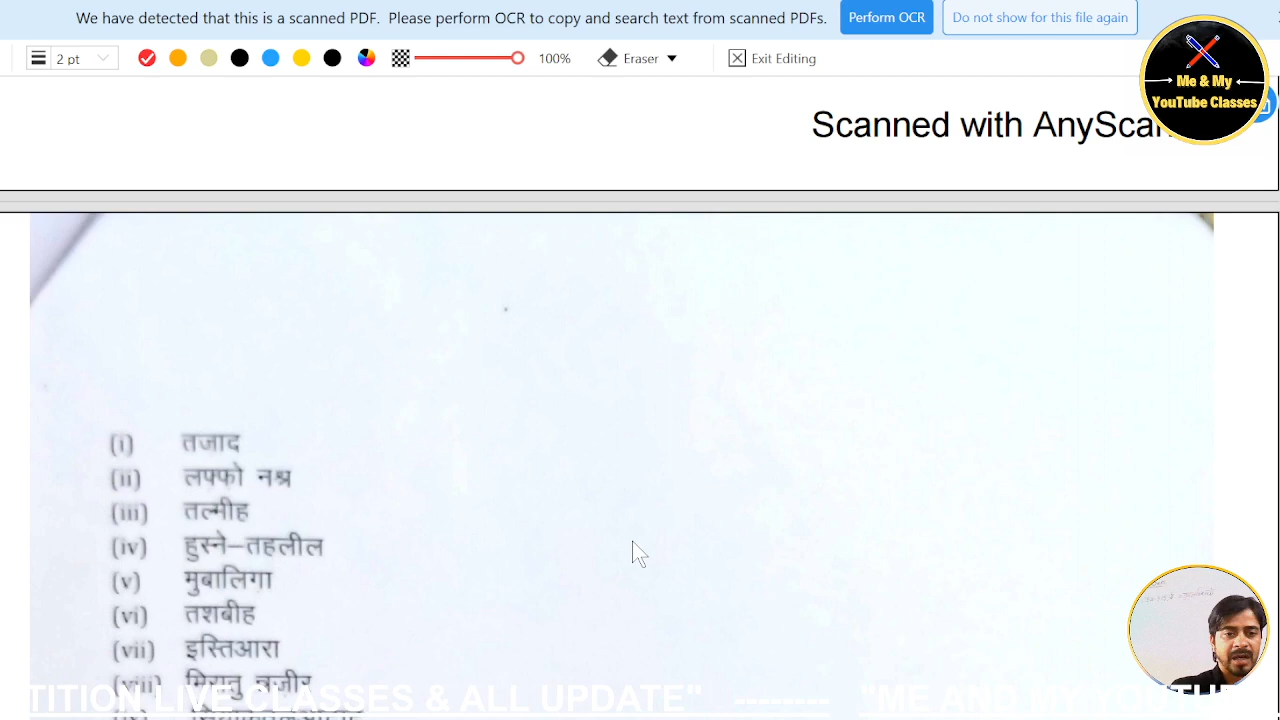 We have detected that this is a scanned PDF. Please perform OCR to copy and search text from scanned PDFs. Perform OCR Do not show for this file again
2 pt 100% Eraser Exit Editing
Me & My
YouTube Classes
Scanned with AnyScan
(i) तजाद
(ii) लफ्फो नश्र
(iii) तल्मीह
(iv) हुस्ने–तहलील
(v) मुबालिगा
(vi) तशबीह
(vii) इस्तिआरा
(viii) नज़ीर
TITION LIVE CLASSES & ALL UPDATE" -------- "ME AND MY YOUTU